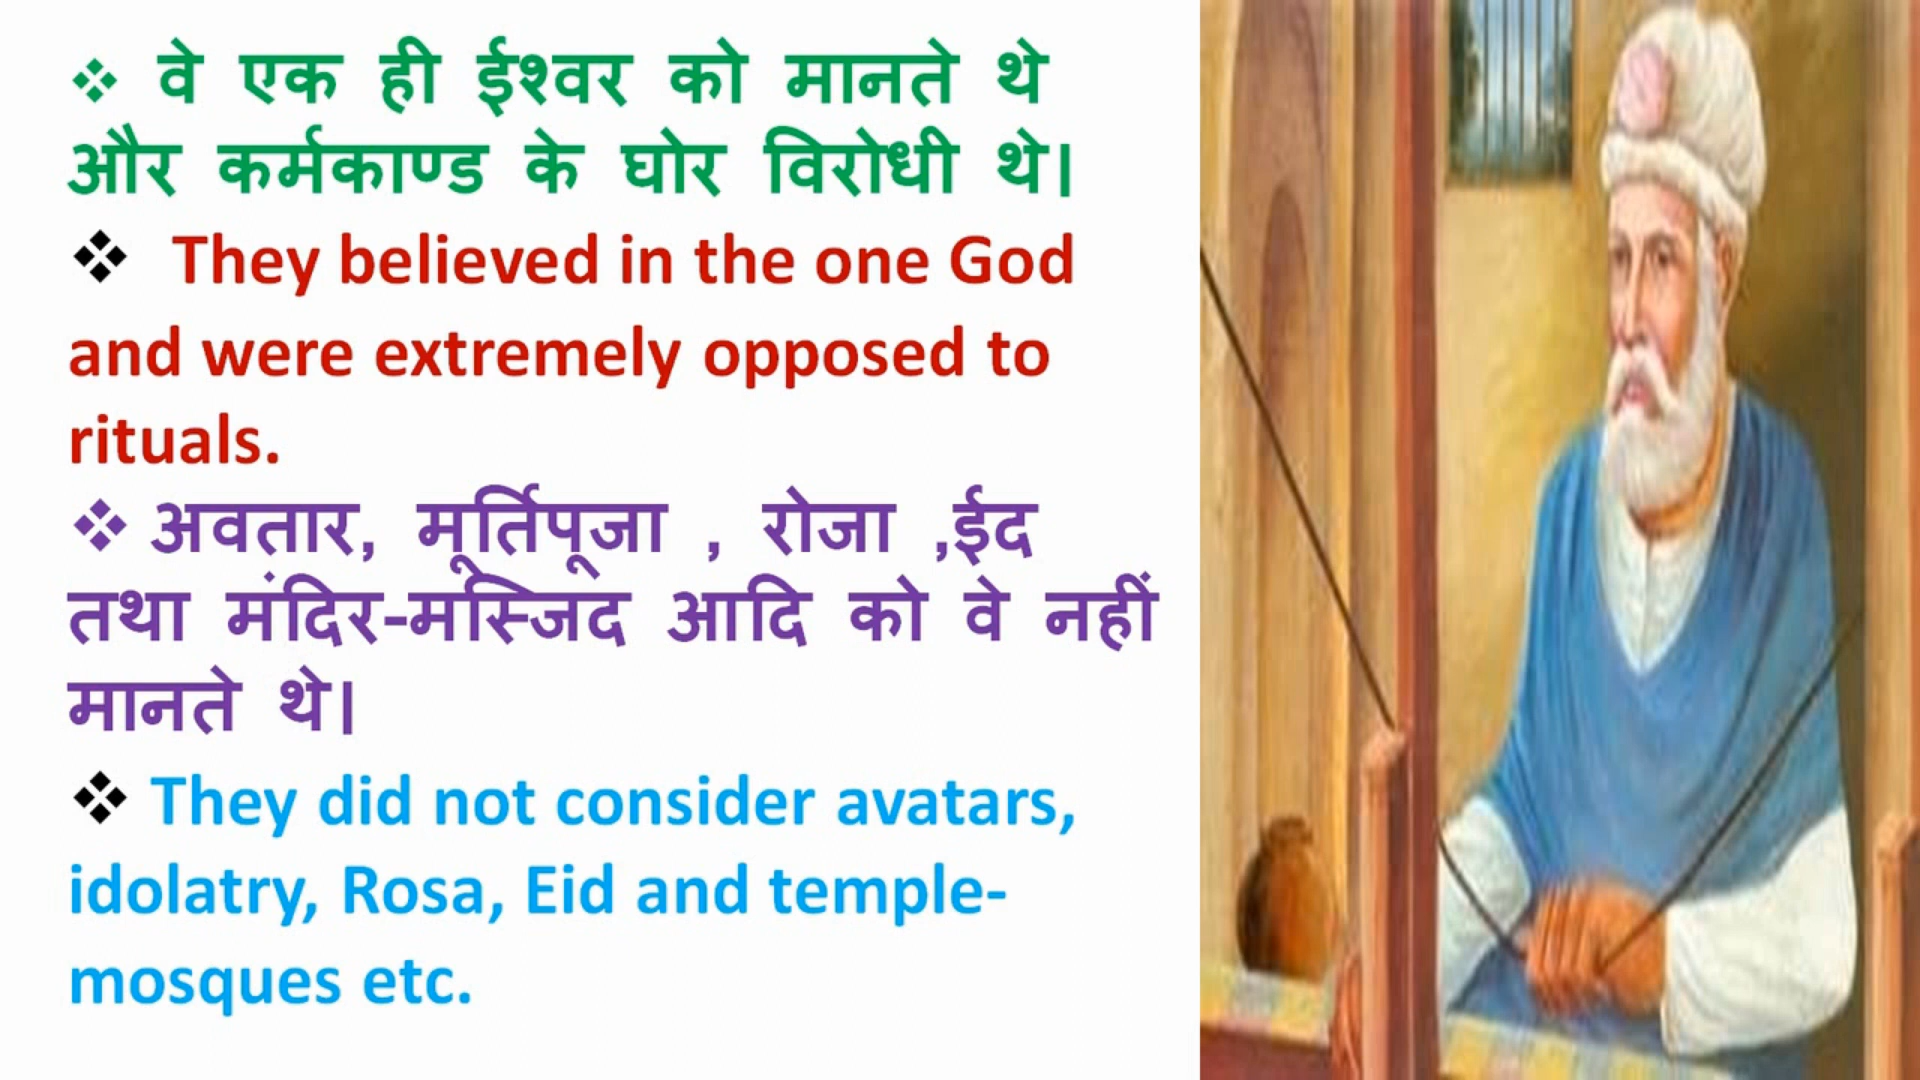 ❖ वे एक ही ईश्वर को मानते थे
और कर्मकाण्ड के घोर विरोधी थे।
❖ They believed in the one God
and were extremely opposed to
rituals.
❖ अवतार, मूर्तिपूजा , रोजा ,ईद
तथा मंदिर-मस्जिद आदि को वे नहीं
मानते थे।
❖ They did not consider avatars,
idolatry, Rosa, Eid and temple-
mosques etc.